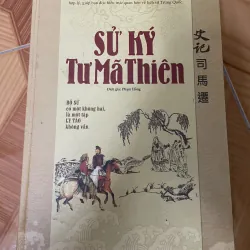 SỬ KÝ
TƯ MÃ THIÊN
BỘ SỬ
có một không hai,
là một tập
LY TAO
không vần.
史記 司馬遷